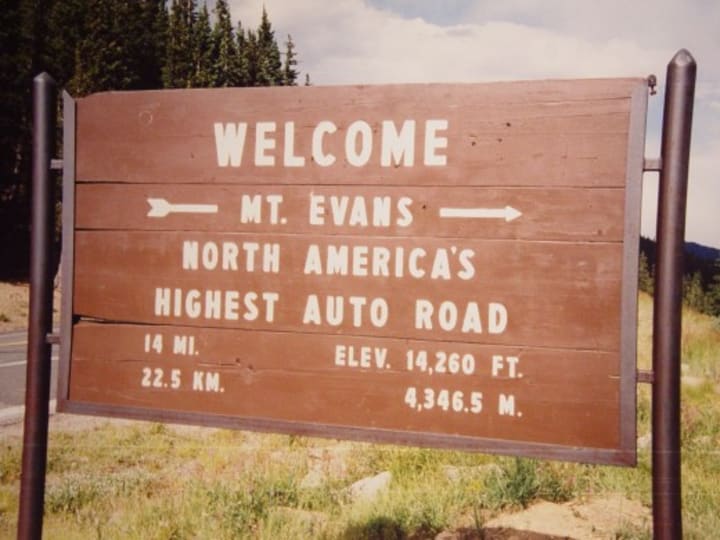 WELCOME
MT. EVANS
NORTH AMERICA'S
HIGHEST AUTO ROAD
14 MI. ELEV. 14,260 FT.
22.5 KM. 4,346.5 M.